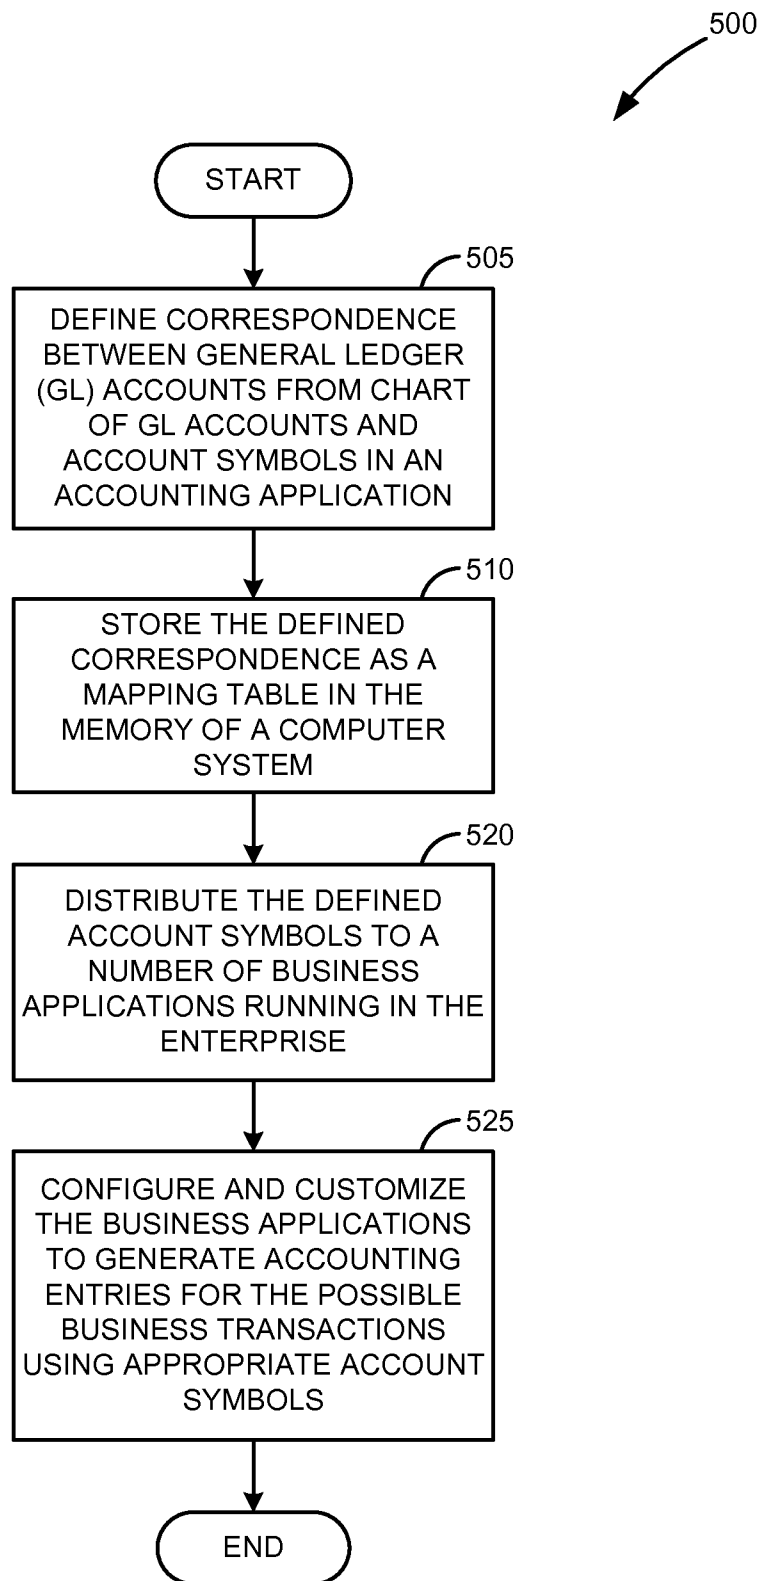 500
START
505
DEFINE CORRESPONDENCE
BETWEEN GENERAL LEDGER
(GL) ACCOUNTS FROM CHART
OF GL ACCOUNTS AND
ACCOUNT SYMBOLS IN AN
ACCOUNTING APPLICATION
510
STORE THE DEFINED
CORRESPONDENCE AS A
MAPPING TABLE IN THE
MEMORY OF A COMPUTER
SYSTEM
520
DISTRIBUTE THE DEFINED
ACCOUNT SYMBOLS TO A
NUMBER OF BUSINESS
APPLICATIONS RUNNING IN THE
ENTERPRISE
525
CONFIGURE AND CUSTOMIZE
THE BUSINESS APPLICATIONS
TO GENERATE ACCOUNTING
ENTRIES FOR THE POSSIBLE
BUSINESS TRANSACTIONS
USING APPROPRIATE ACCOUNT
SYMBOLS
END